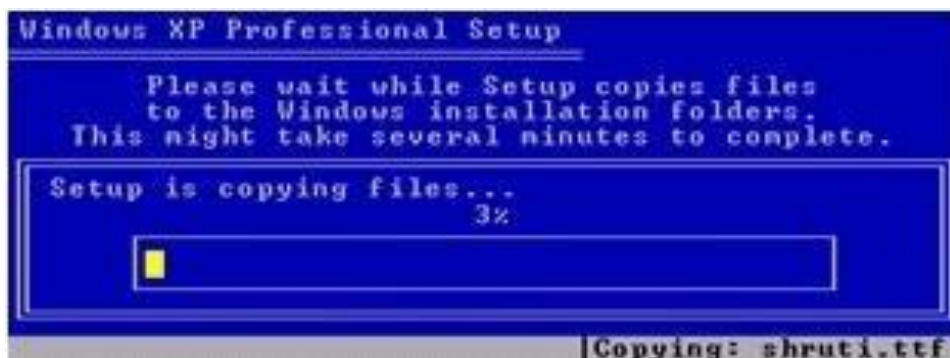 Windows XP Professional Setup
Please wait while Setup copies files
to the Windows installation folders.
This might take several minutes to complete.
Setup is copying files...
3%
Copying: shruti.ttf